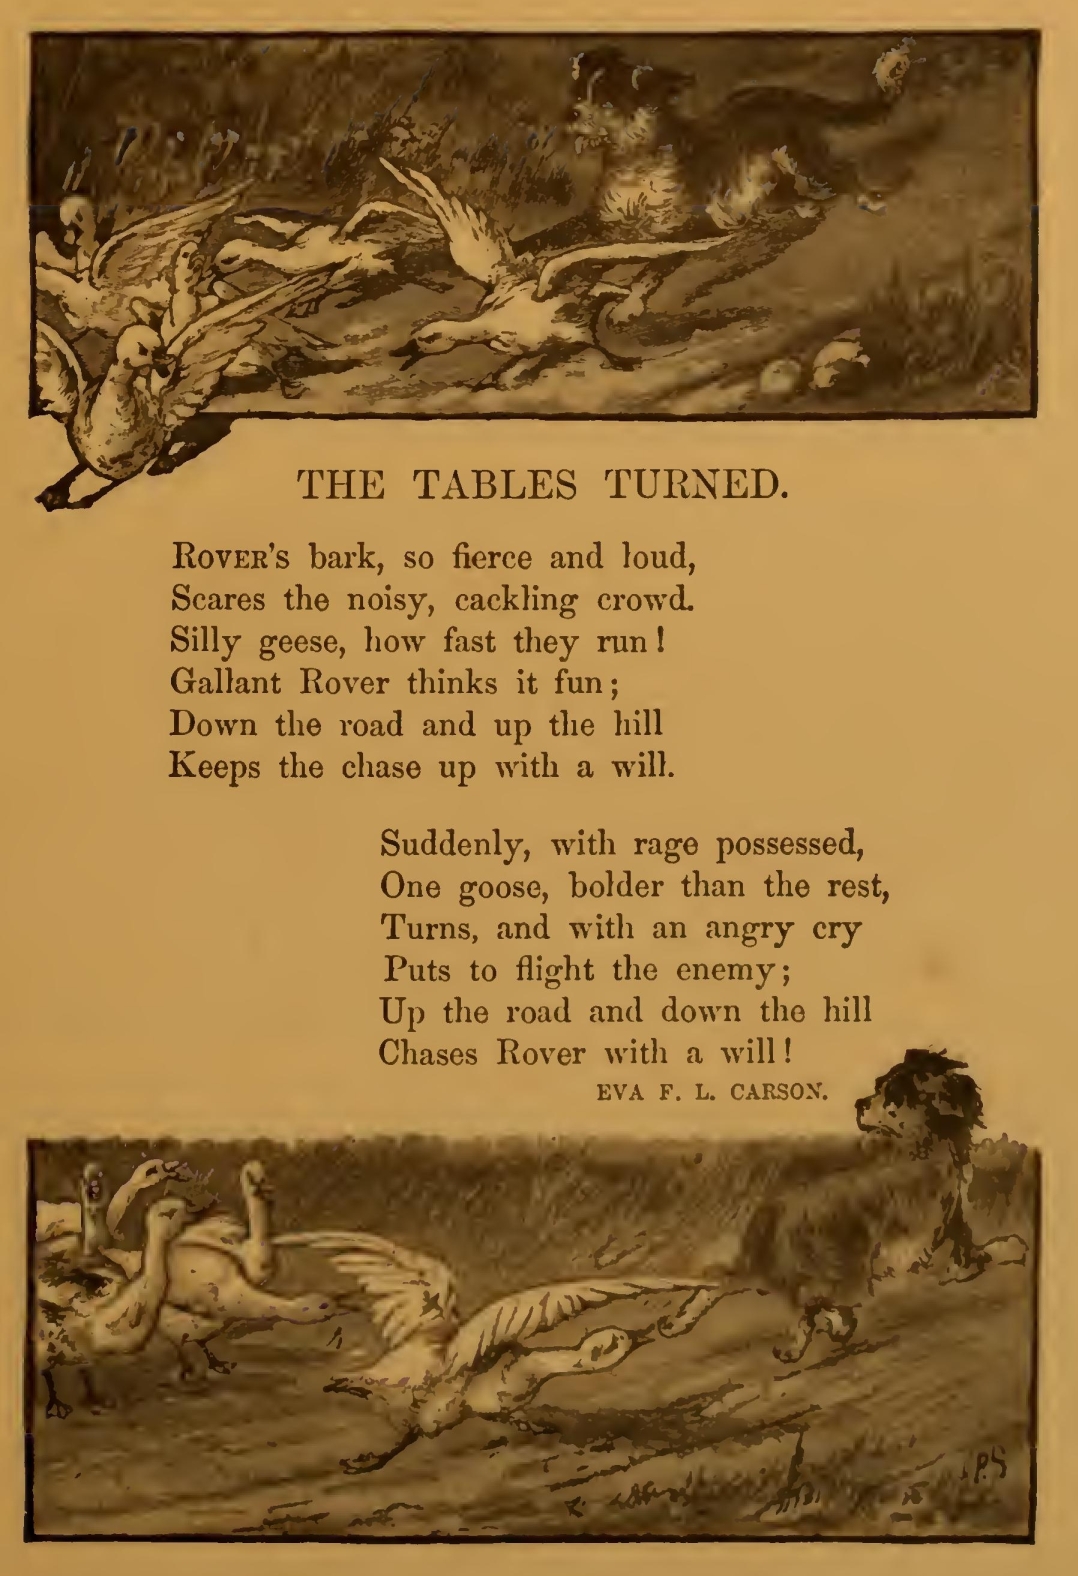 THE TABLES TURNED.
ROVER'S bark, so fierce and loud,
Scares the noisy, cackling crowd.
Silly geese, how fast they run!
Gallant Rover thinks it fun;
Down the road and up the hill
Keeps the chase up with a will.
Suddenly, with rage possessed,
One goose, bolder than the rest,
Turns, and with an angry cry
Puts to flight the enemy;
Up the road and down the hill
Chases Rover with a will!
EVA F. L. CARSON.
P.S